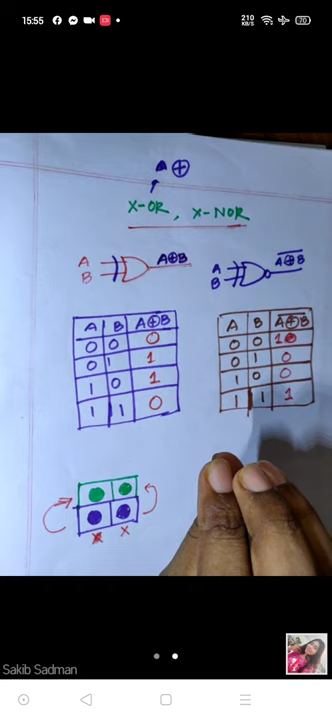 15:55
210
KB/S
70
A ⊕
X-OR, X-NOR
A
B
A⊕B
A
B
A̅⊕̅B̅
A B A⊕B
0 0 0
0 1 1
1 0 1
1 1 0
A B A⊕B
0 0 1
0 1 0
1 0 0
1 1 1
x x
Sakib Sadman